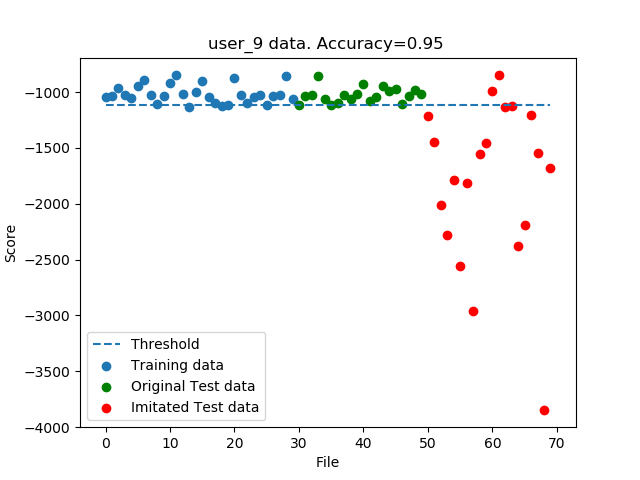 user_9 data. Accuracy=0.95
Score
−1000
−1500
−2000
−2500
−3000
−3500
−4000
Threshold
Training data
Original Test data
Imitated Test data
0 10 20 30 40 50 60 70
File